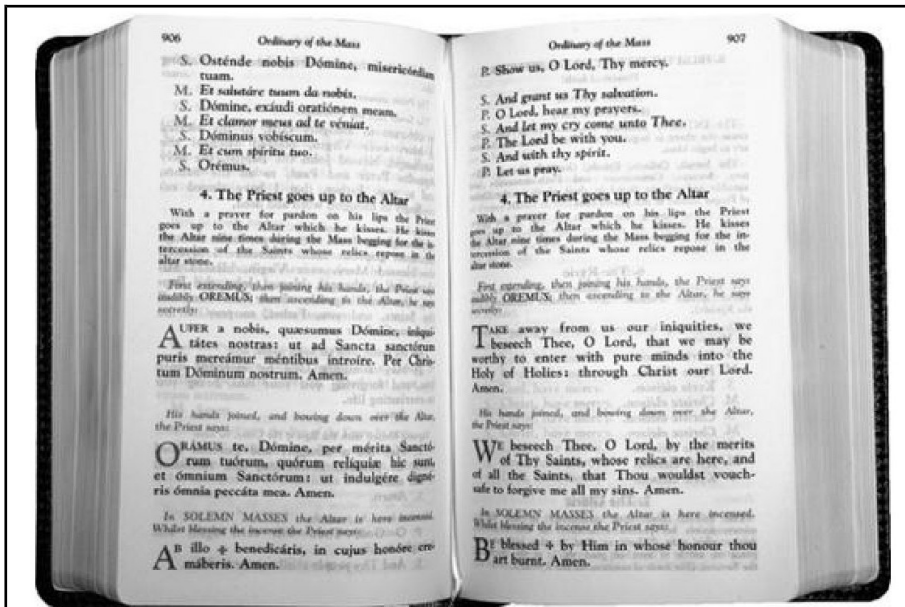 906
Ordinary of the Mass
S. Osténde nobis Dómine, misericórdiam
tuam.
M. Et salutáre tuum da nobis.
S. Dómine, exáudi oratiónem meam.
M. Et clamor meus ad te véniat.
S. Dóminus vobíscum.
M. Et cum spíritu tuo.
S. Orémus.
4. The Priest goes up to the Altar
With a prayer for pardon on his lips the Priest
goes up to the Altar which he kisses. He kisses
the Altar nine times during the Mass begging for the in-
tercession of the Saints whose relics repose in the
altar stone.
First extending, then joining his hands, the Priest says
audibly OREMUS; then ascending to the Altar, he says
secretly:
AUFER a nobis, quæsumus Dómine, iniqui-
tátes nostras: ut ad Sancta sanctórum
puris mereámur méntibus introíre. Per Chris-
tum Dóminum nostrum. Amen.
His hands joined, and bowing down over the Altar,
the Priest says:
ORAMUS te, Dómine, per mérita Sanctó-
rum tuórum, quórum relíquiæ hic sunt,
et ómnium Sanctórum: ut indulgére digné-
ris ómnia peccáta mea. Amen.
In SOLEMN MASSES the Altar is here incensed.
Whilst blessing the incense the Priest says:
AB illo ✠ benedicáris, in cujus honóre cre-
máberis. Amen.
Ordinary of the Mass
907
P. Show us, O Lord, Thy mercy.
S. And grant us Thy salvation.
P. O Lord, hear my prayers.
S. And let my cry come unto Thee.
P. The Lord be with you.
S. And with thy spirit.
P. Let us pray.
4. The Priest goes up to the Altar
With a prayer for pardon on his lips the Priest
goes up to the Altar which he kisses. He kisses
the Altar nine times during the Mass begging for the in-
tercession of the Saints whose relics repose in the
altar stone.
First extending, then joining his hands, the Priest says
audibly OREMUS; then ascending to the Altar, he says
secretly:
TAKE away from us our iniquities, we
beseech Thee, O Lord, that we may be
worthy to enter with pure minds into the
Holy of Holies: through Christ our Lord.
Amen.
His hands joined, and bowing down over the Altar,
the Priest says:
WE beseech Thee, O Lord, by the merits
of Thy Saints, whose relics are here, and
of all the Saints, that Thou wouldst vouch-
safe to forgive me all my sins. Amen.
In SOLEMN MASSES the Altar is here incensed.
Whilst blessing the incense the Priest says:
BE blessed ✠ by Him in whose honour thou
art burnt. Amen.